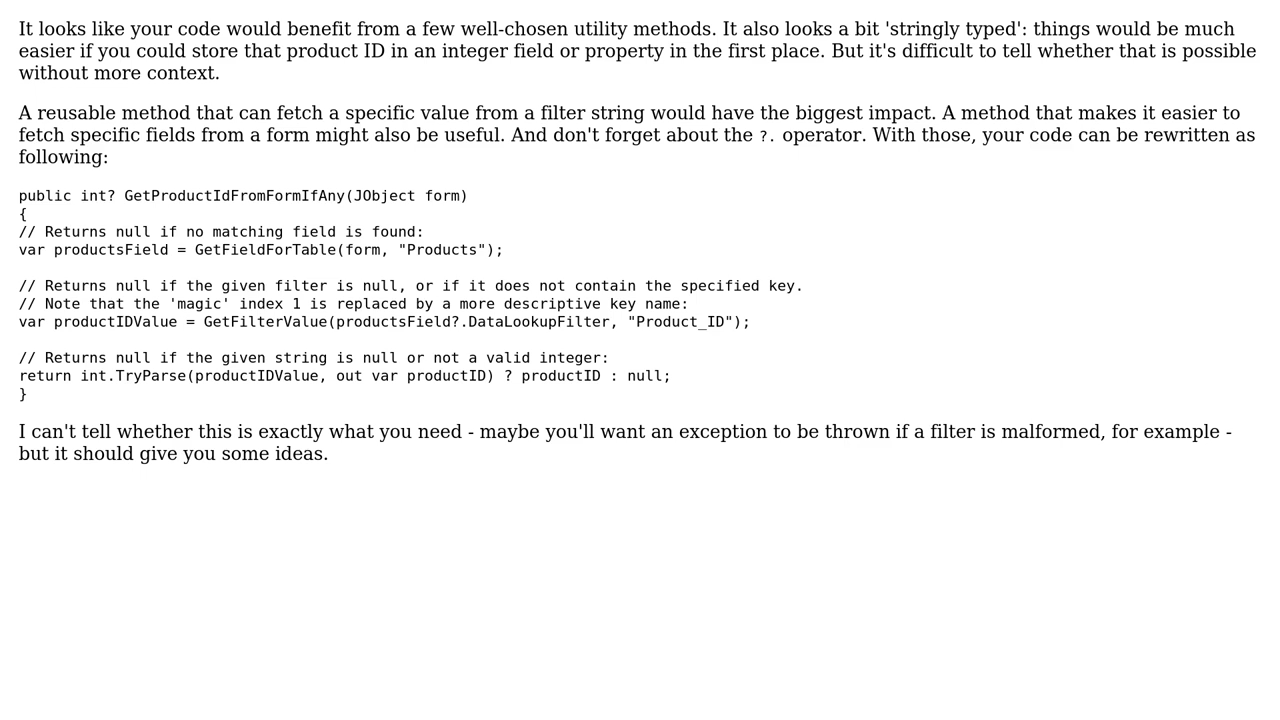 It looks like your code would benefit from a few well-chosen utility methods. It also looks a bit 'stringly typed': things would be much
easier if you could store that product ID in an integer field or property in the first place. But it's difficult to tell whether that is possible
without more context.
A reusable method that can fetch a specific value from a filter string would have the biggest impact. A method that makes it easier to
fetch specific fields from a form might also be useful. And don't forget about the ?. operator. With those, your code can be rewritten as
following:
public int? GetProductIdFromFormIfAny(JObject form)
{
// Returns null if no matching field is found:
var productsField = GetFieldForTable(form, "Products");
// Returns null if the given filter is null, or if it does not contain the specified key.
// Note that the 'magic' index 1 is replaced by a more descriptive key name:
var productIDValue = GetFilterValue(productsField?.DataLookupFilter, "Product_ID");
// Returns null if the given string is null or not a valid integer:
return int.TryParse(productIDValue, out var productID) ? productID : null;
}
I can't tell whether this is exactly what you need - maybe you'll want an exception to be thrown if a filter is malformed, for example -
but it should give you some ideas.